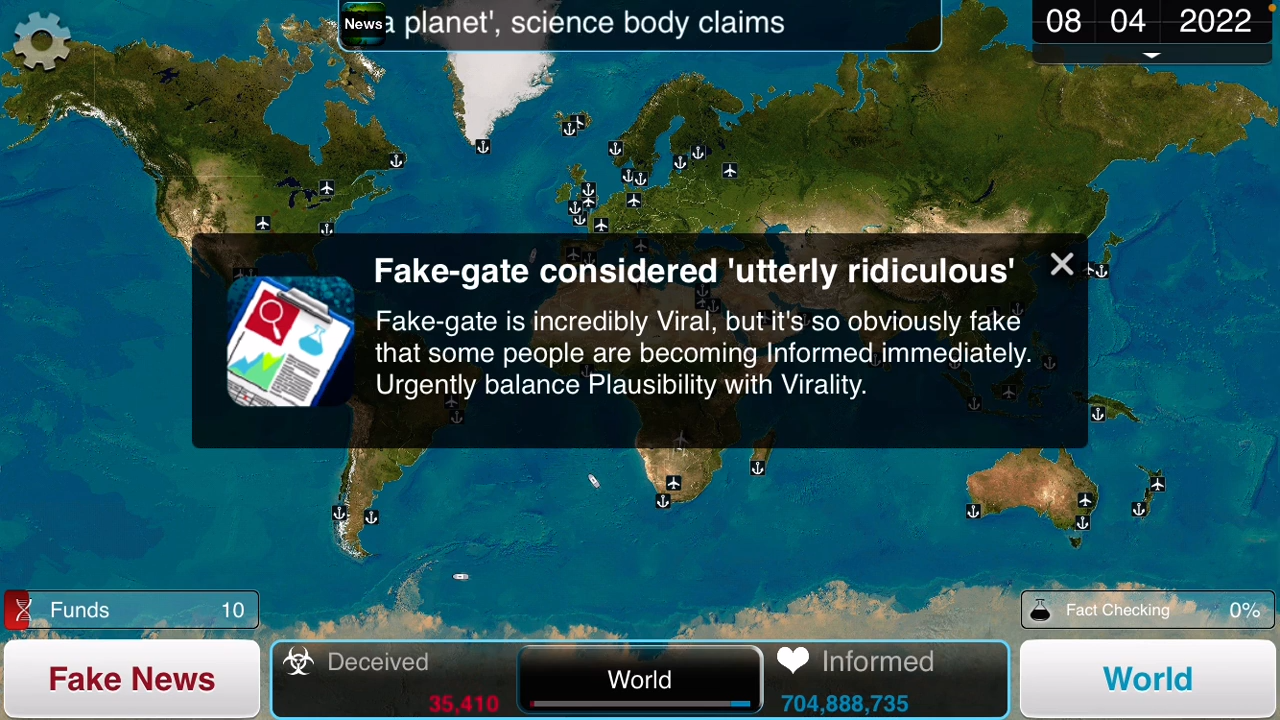 News a planet', science body claims
08 04 2022
Fake-gate considered 'utterly ridiculous'
Fake-gate is incredibly Viral, but it's so obviously fake
that some people are becoming Informed immediately.
Urgently balance Plausibility with Virality.
Funds 10
Fact Checking 0%
Fake News
Deceived
35,410
World
Informed
704,888,735
World